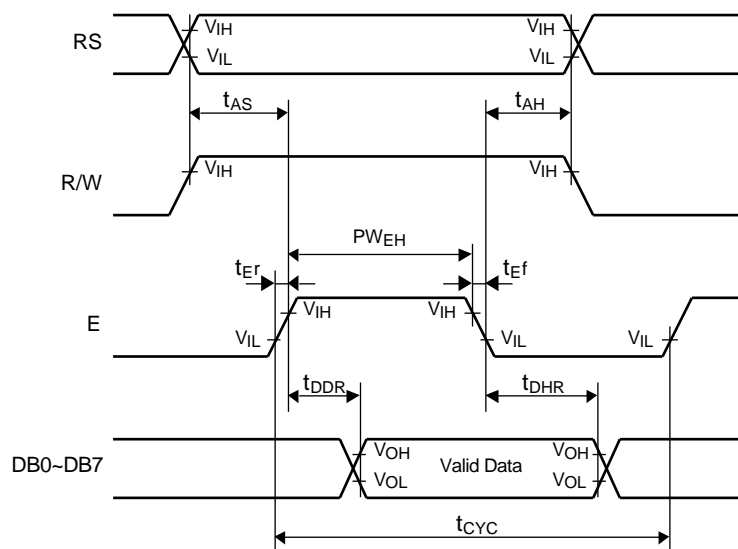 RS
VIH
VIH
VIL
VIL
tAS
tAH
R/W
VIH
VIH
PWEH
tEr
tEf
E
VIH
VIH
VIL
VIL
VIL
tDDR
tDHR
DB0~DB7
VOH
Valid Data
VOH
VOL
VOL
tCYC